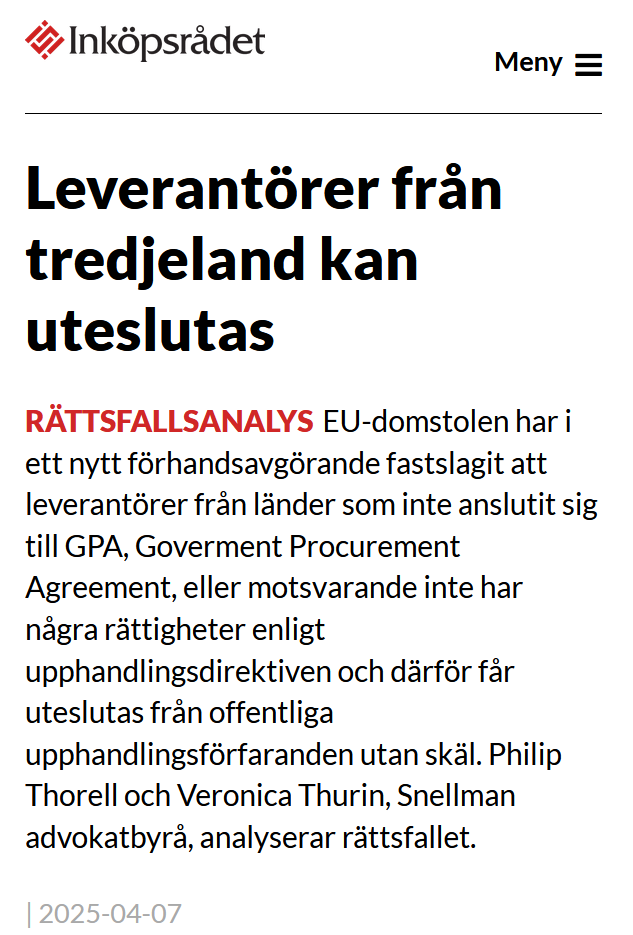 Inköpsrådet
Meny
Leverantörer från
tredjeland kan
uteslutas
RÄTTSFALLSANALYS EU-domstolen har i
ett nytt förhandsavgörande fastslagit att
leverantörer från länder som inte anslutit sig
till GPA, Goverment Procurement
Agreement, eller motsvarande inte har
några rättigheter enligt
upphandlingsdirektiven och därför får
uteslutas från offentliga
upphandlingsförfaranden utan skäl. Philip
Thorell och Veronica Thurin, Snellman
advokatbyrå, analyserar rättsfallet.
| 2025-04-07